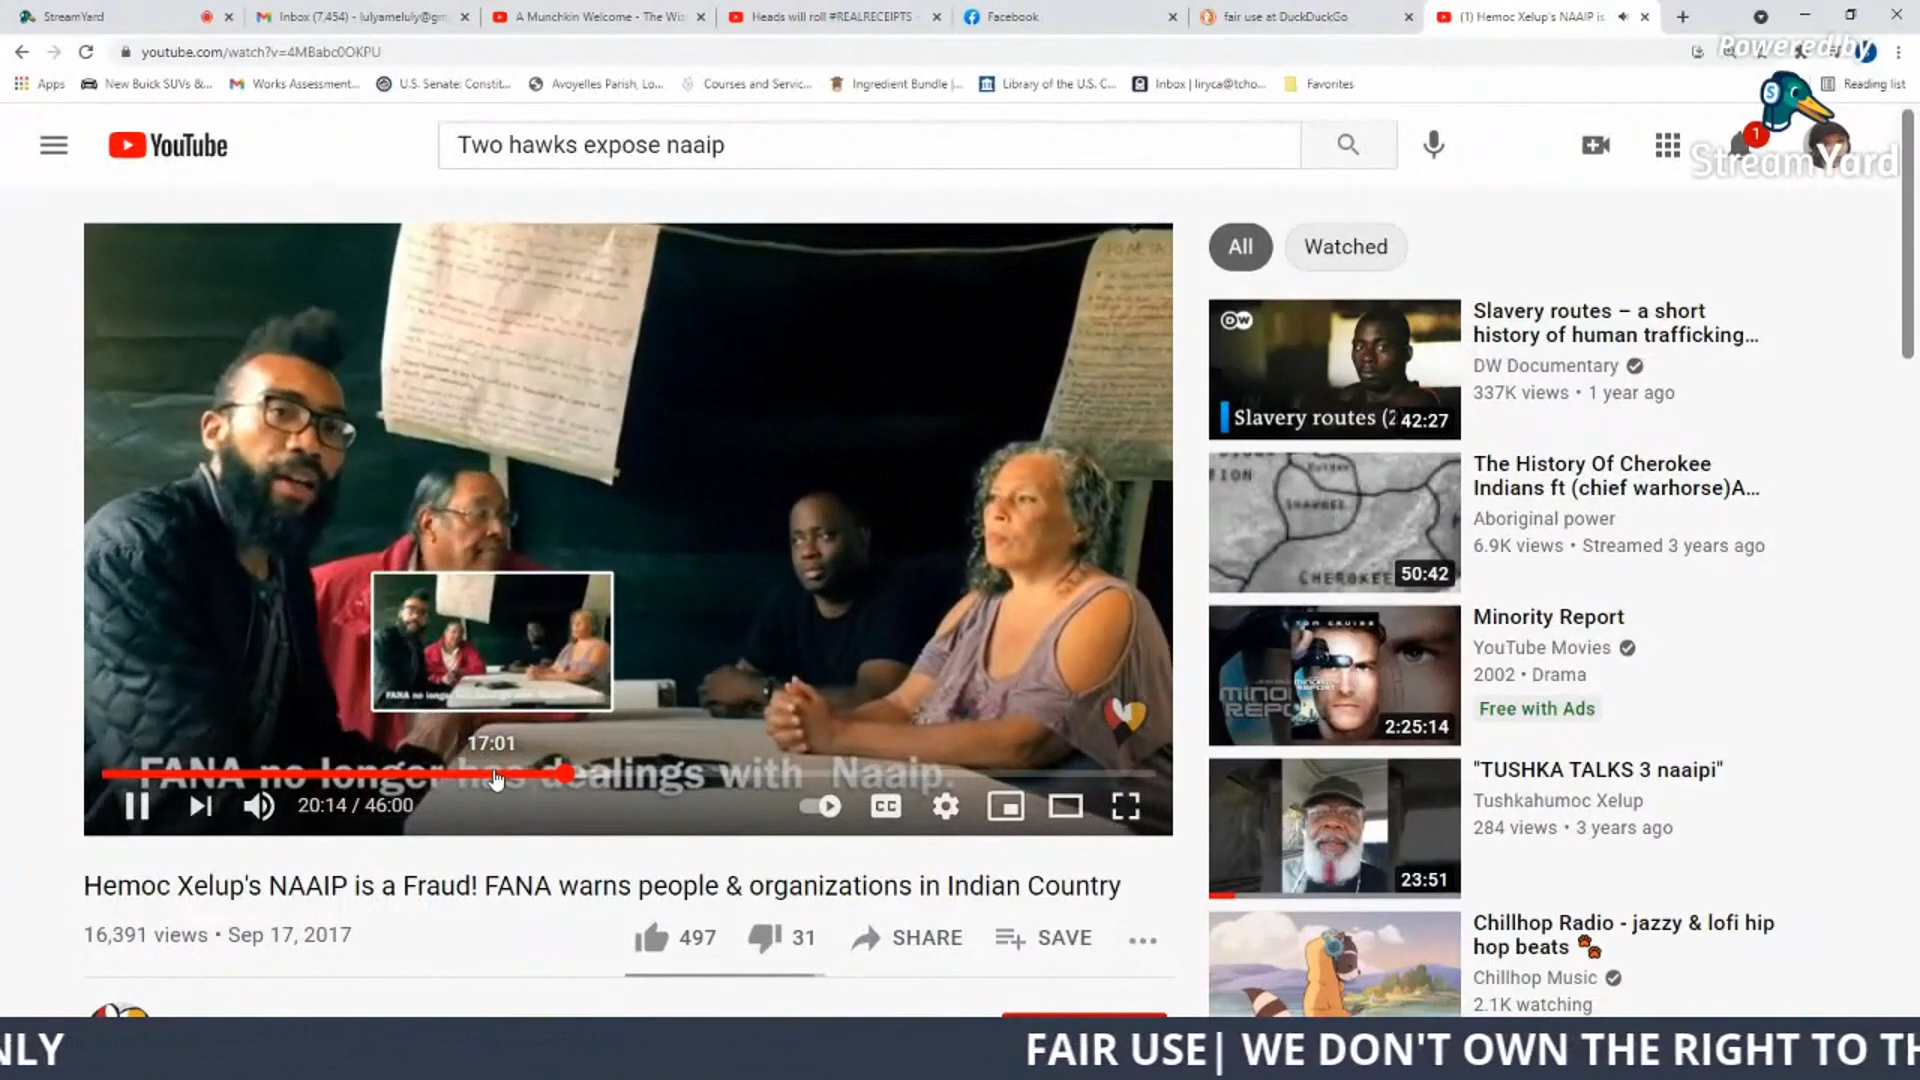 StreamYard
Inbox (7,454) - lulyameluly@gm
A Munchkin Welcome - The Wiz
Heads will roll #REALRECEIPTS
Facebook
fair use at DuckDuckGo
(1) Hemoc Xelup's NAAIP is
youtube.com/watch?v=4MBabc0OKPU
Powered by
Apps
New Buick SUVs &...
Works Assessment...
U.S. Senate: Constit...
Avoyelles Parish, Lo...
Courses and Servic...
Ingredient Bundle |...
Library of the U.S. C...
Inbox | liryca@tcho...
Favorites
Reading list
YouTube
Two hawks expose naaip
1
StreamYard
All
Watched
FANA no longer has dealings with Naaip.
17:01
20:14 / 46:00
CC
Hemoc Xelup's NAAIP is a Fraud! FANA warns people & organizations in Indian Country
16,391 views • Sep 17, 2017
497
31
SHARE
SAVE
DW
Slavery routes (2
42:27
Slavery routes – a short
history of human trafficking...
DW Documentary
337K views • 1 year ago
SHAWNEE
CHEROKEE
50:42
The History Of Cherokee
Indians ft (chief warhorse)A...
Aboriginal power
6.9K views • Streamed 3 years ago
TOM CRUISE
2:25:14
Minority Report
YouTube Movies
2002 • Drama
Free with Ads
23:51
"TUSHKA TALKS 3 naaipi"
Tushkahumoc Xelup
284 views • 3 years ago
Chillhop Radio - jazzy & lofi hip
hop beats 🐾
Chillhop Music
2.1K watching
NLY
FAIR USE| WE DON'T OWN THE RIGHT TO TH